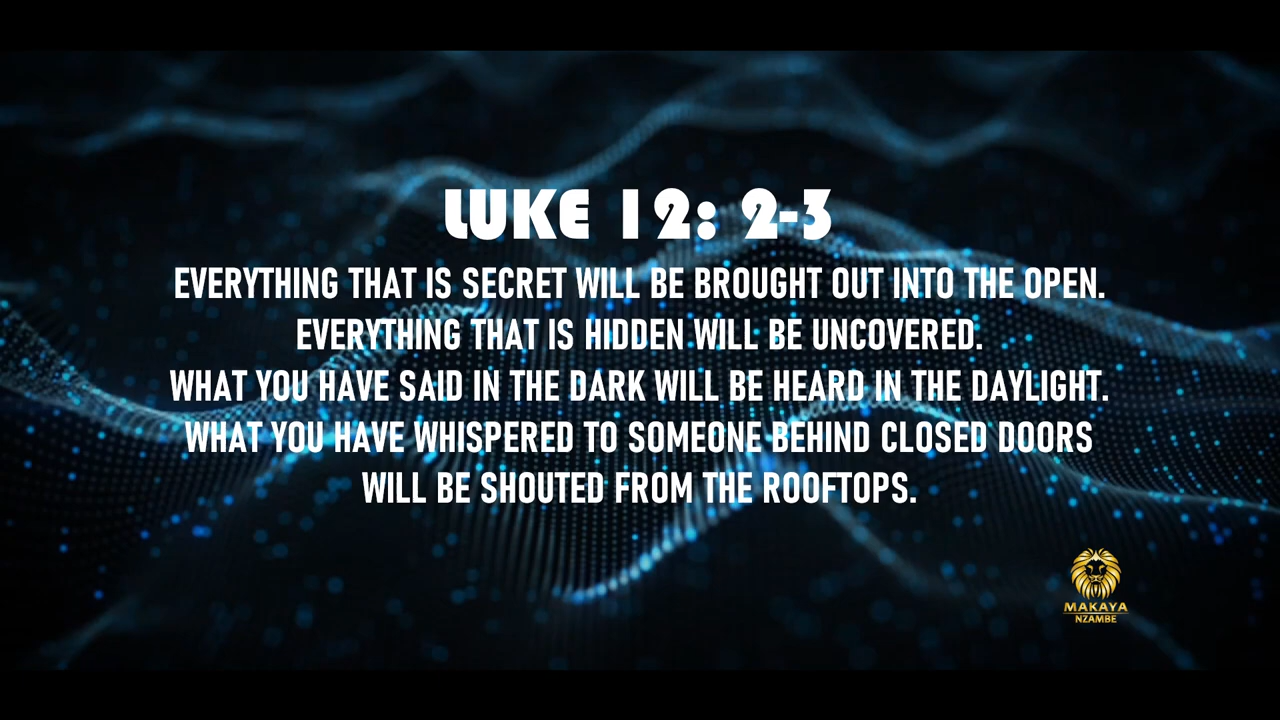 LUKE 12: 2-3
EVERYTHING THAT IS SECRET WILL BE BROUGHT OUT INTO THE OPEN.
EVERYTHING THAT IS HIDDEN WILL BE UNCOVERED.
WHAT YOU HAVE SAID IN THE DARK WILL BE HEARD IN THE DAYLIGHT.
WHAT YOU HAVE WHISPERED TO SOMEONE BEHIND CLOSED DOORS
WILL BE SHOUTED FROM THE ROOFTOPS.
MAKAYA
NZAMBE